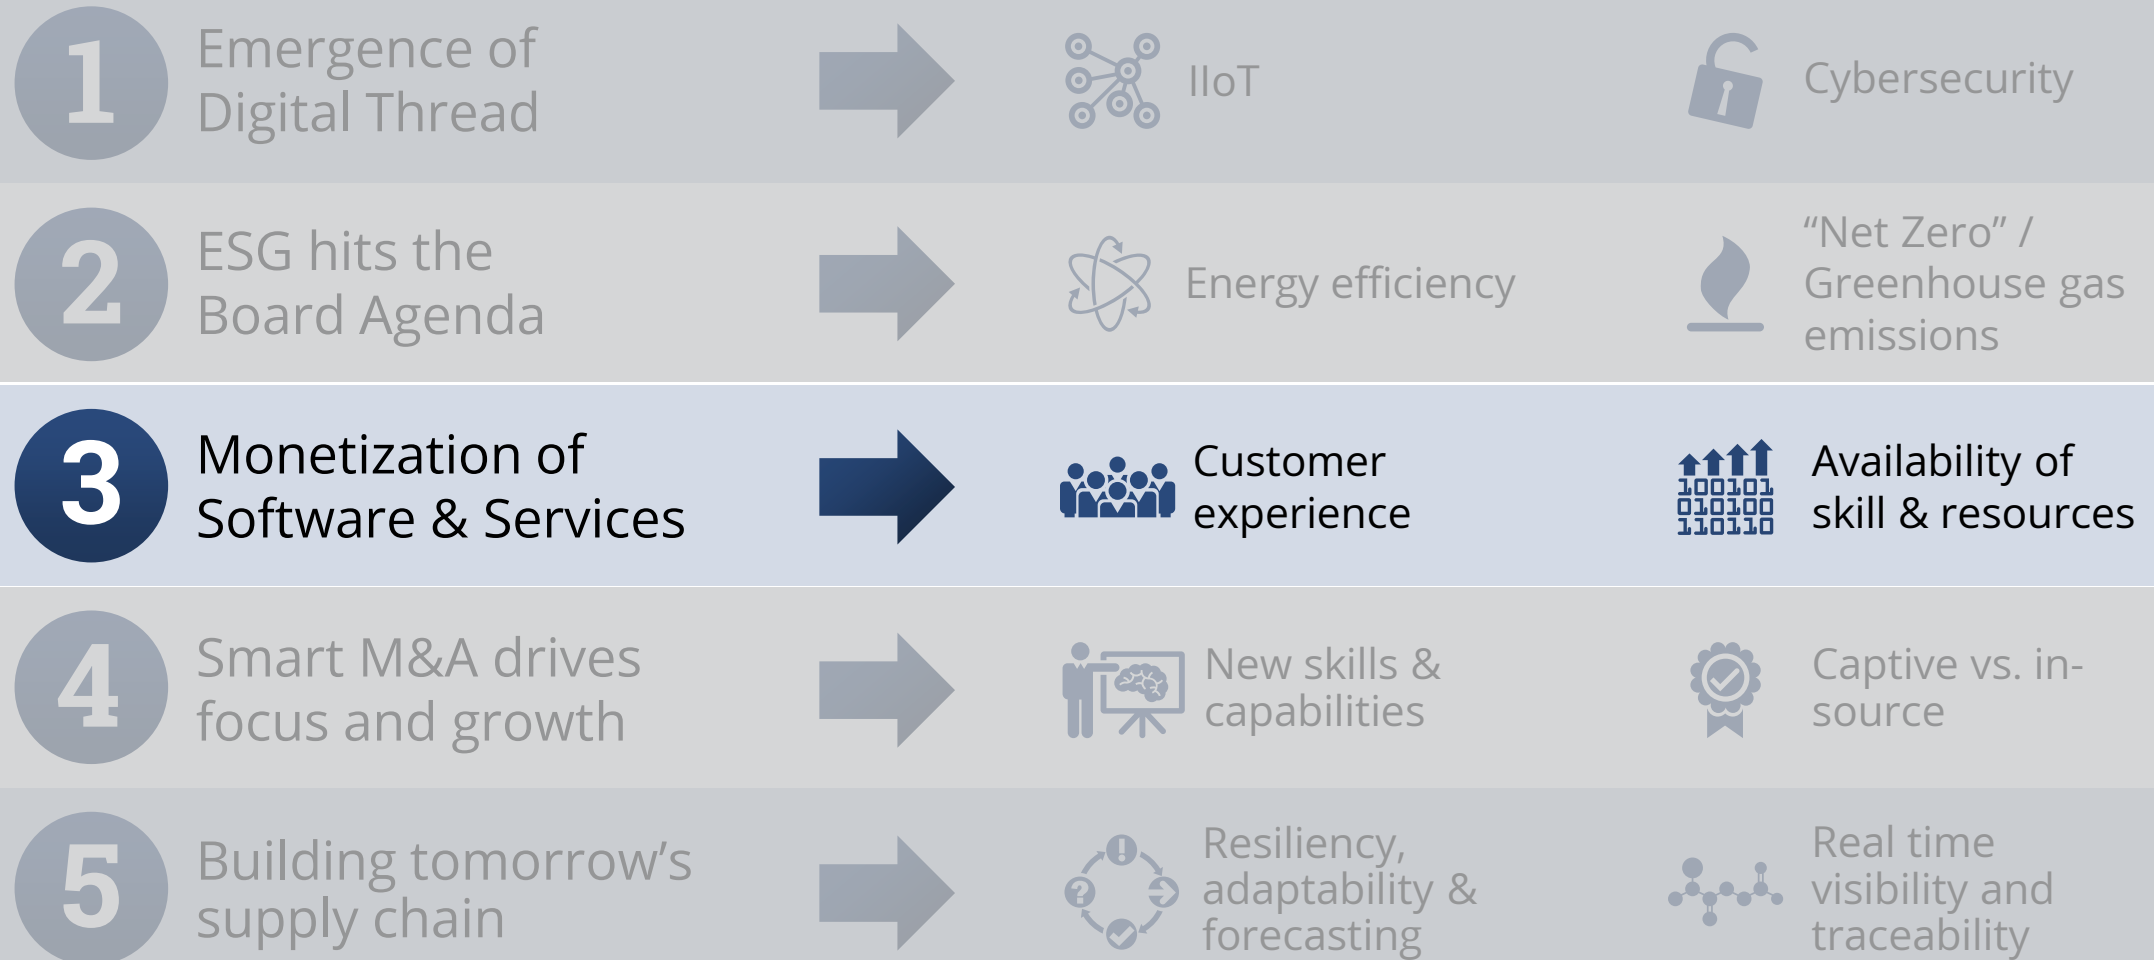 1
Emergence of
Digital Thread
IIoT
Cybersecurity
2
ESG hits the
Board Agenda
Energy efficiency
“Net Zero” /
Greenhouse gas
emissions
3
Monetization of
Software & Services
Customer
experience
100101
010100
110110
Availability of
skill & resources
4
Smart M&A drives
focus and growth
New skills &
capabilities
Captive vs. in-
source
5
Building tomorrow’s
supply chain
!
?
Resiliency,
adaptability &
forecasting
Real time
visibility and
traceability